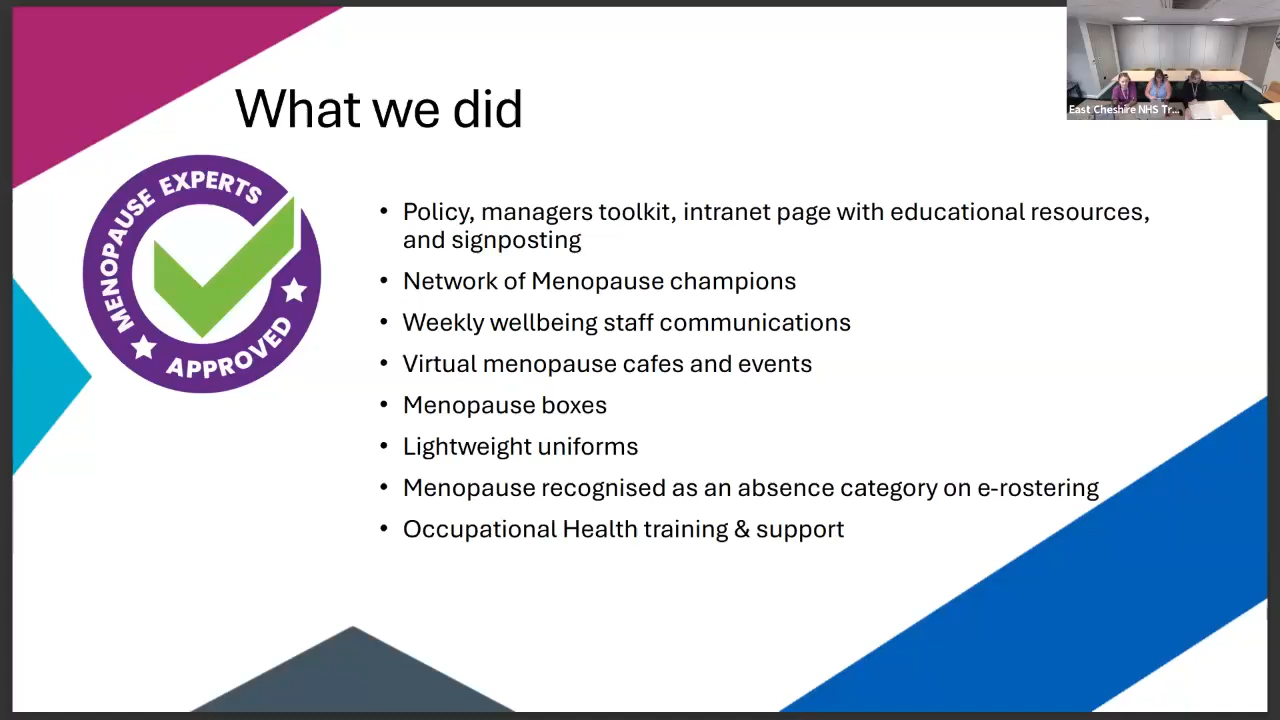 East Cheshire NHS Tr...
What we did
MENOPAUSE EXPERTS
APPROVED
• Policy, managers toolkit, intranet page with educational resources,
and signposting
• Network of Menopause champions
• Weekly wellbeing staff communications
• Virtual menopause cafes and events
• Menopause boxes
• Lightweight uniforms
• Menopause recognised as an absence category on e-rostering
• Occupational Health training & support